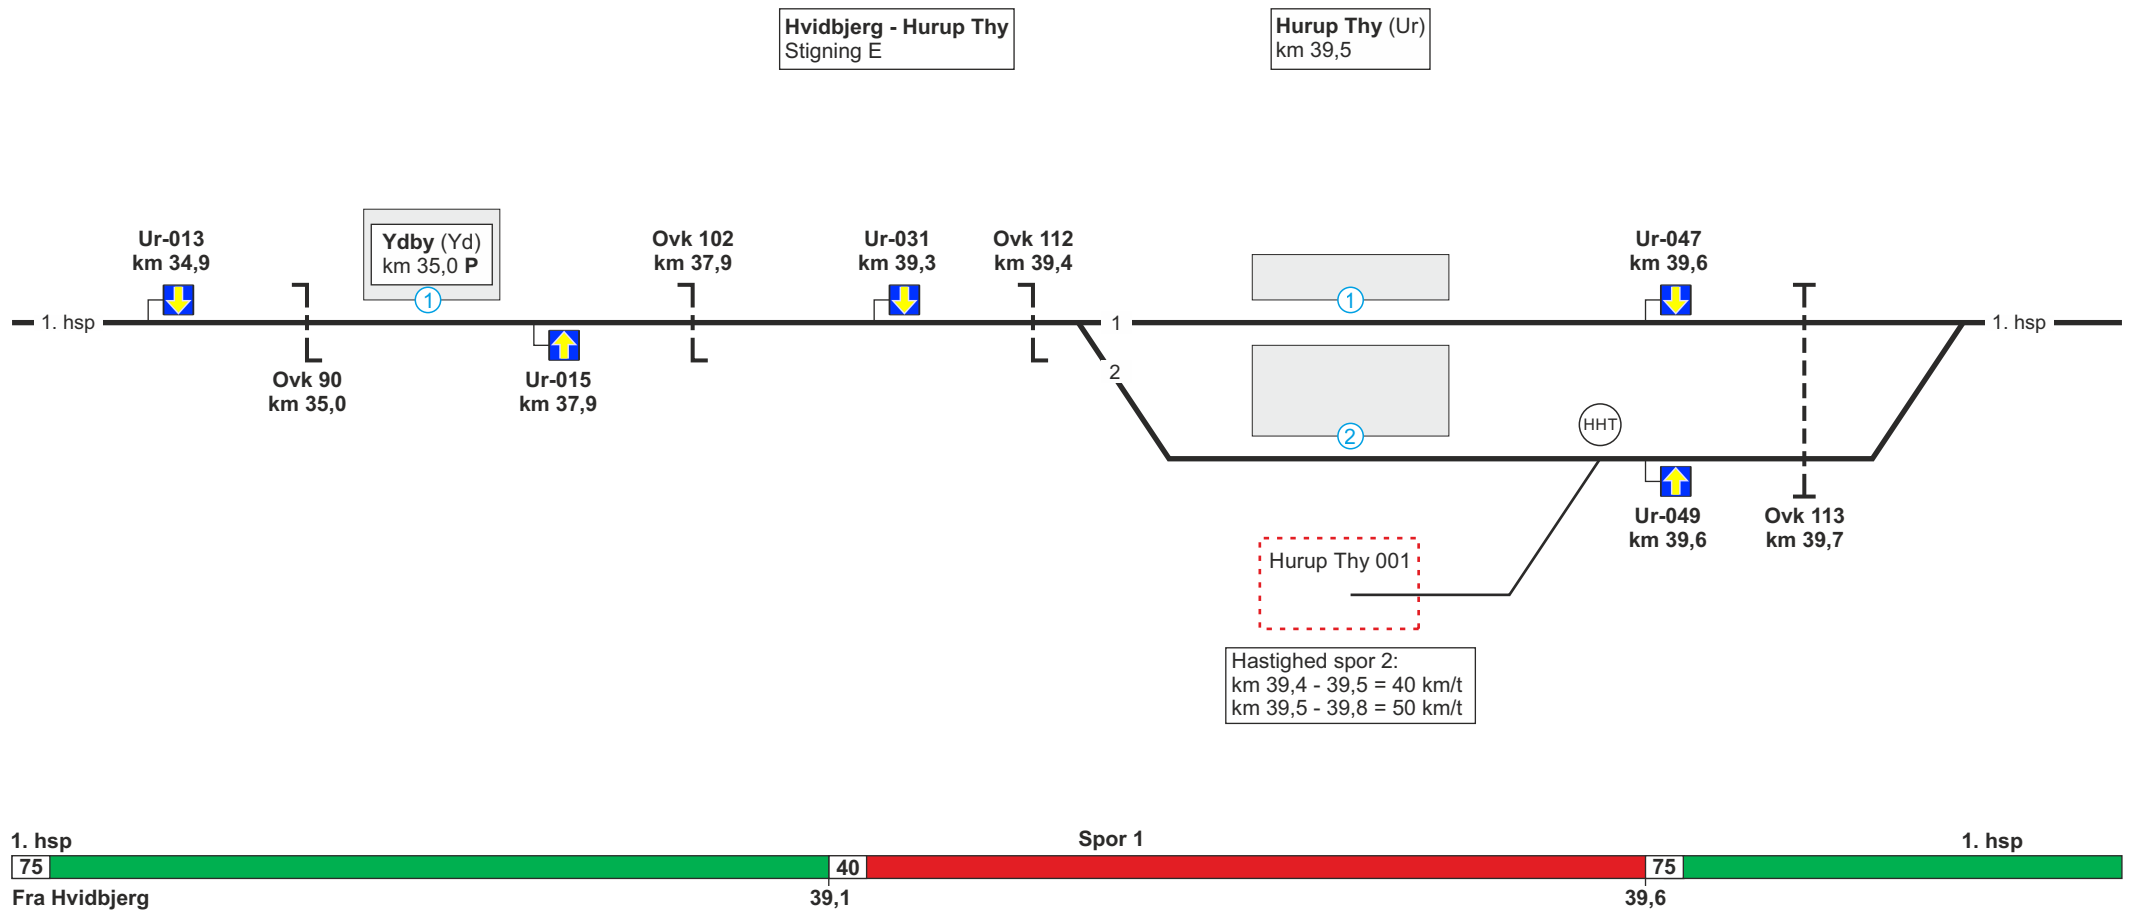 Hvidbjerg - Hurup Thy
Stigning E
Hurup Thy (Ur)
km 39,5
Ur-013
km 34,9
Ydby (Yd)
km 35,0 P
1
Ovk 102
km 37,9
Ur-031
km 39,3
Ovk 112
km 39,4
1
Ur-047
km 39,6
1. hsp
1
1. hsp
Ovk 90
km 35,0
Ur-015
km 37,9
2
2
HHT
Ur-049
km 39,6
Ovk 113
km 39,7
Hurup Thy 001
Hastighed spor 2:
km 39,4 - 39,5 = 40 km/t
km 39,5 - 39,8 = 50 km/t
1. hsp
Spor 1
1. hsp
75
40
75
Fra Hvidbjerg
39,1
39,6